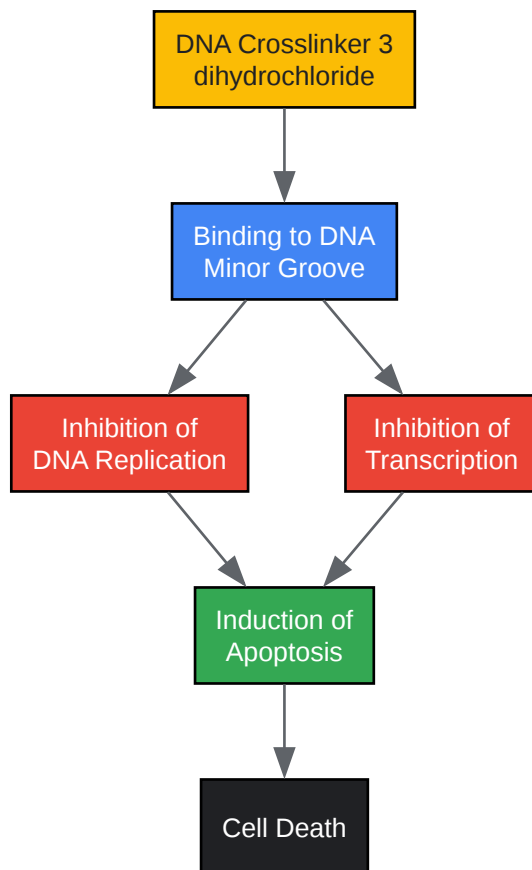 DNA Crosslinker 3
dihydrochloride
Binding to DNA
Minor Groove
Inhibition of
DNA Replication
Inhibition of
Transcription
Induction of
Apoptosis
Cell Death